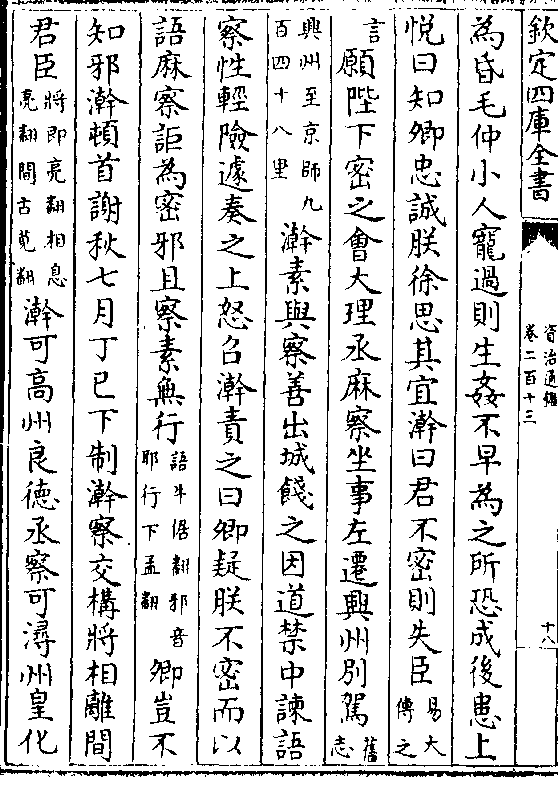 欽定四庫全書
資治通鑑
卷二百十三
十八
為昏毛仲小人寵過則生姦不早為之所恐成後患上
悅曰知卿忠誠朕徐思其宜瀚曰君不密則失臣易大傳之
言願陛下密之會大理丞麻察坐事左遷興州別駕舊志
興州至京師九百四十八里瀚素與察善出城餞之因道禁中諫語
察性輕險遽奏之上怒召瀚責之曰卿疑朕不密而以
語麻察詎為密邪且察素無行語牛倨翻邪音耶行下孟翻卿豈不
知邪瀚頓首謝秋七月丁巳下制瀚察交構將相離間
君臣將即亮翻相息亮翻間古莧翻瀚可高州良德丞察可潯州皇化